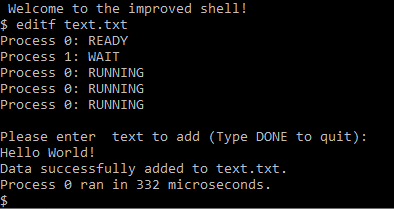 Welcome to the improved shell!
$ editf text.txt
Process 0: READY
Process 1: WAIT
Process 0: RUNNING
Process 0: RUNNING
Process 0: RUNNING
Please enter  text to add (Type DONE to quit):
Hello World!
Data successfully added to text.txt.
Process 0 ran in 332 microseconds.
$